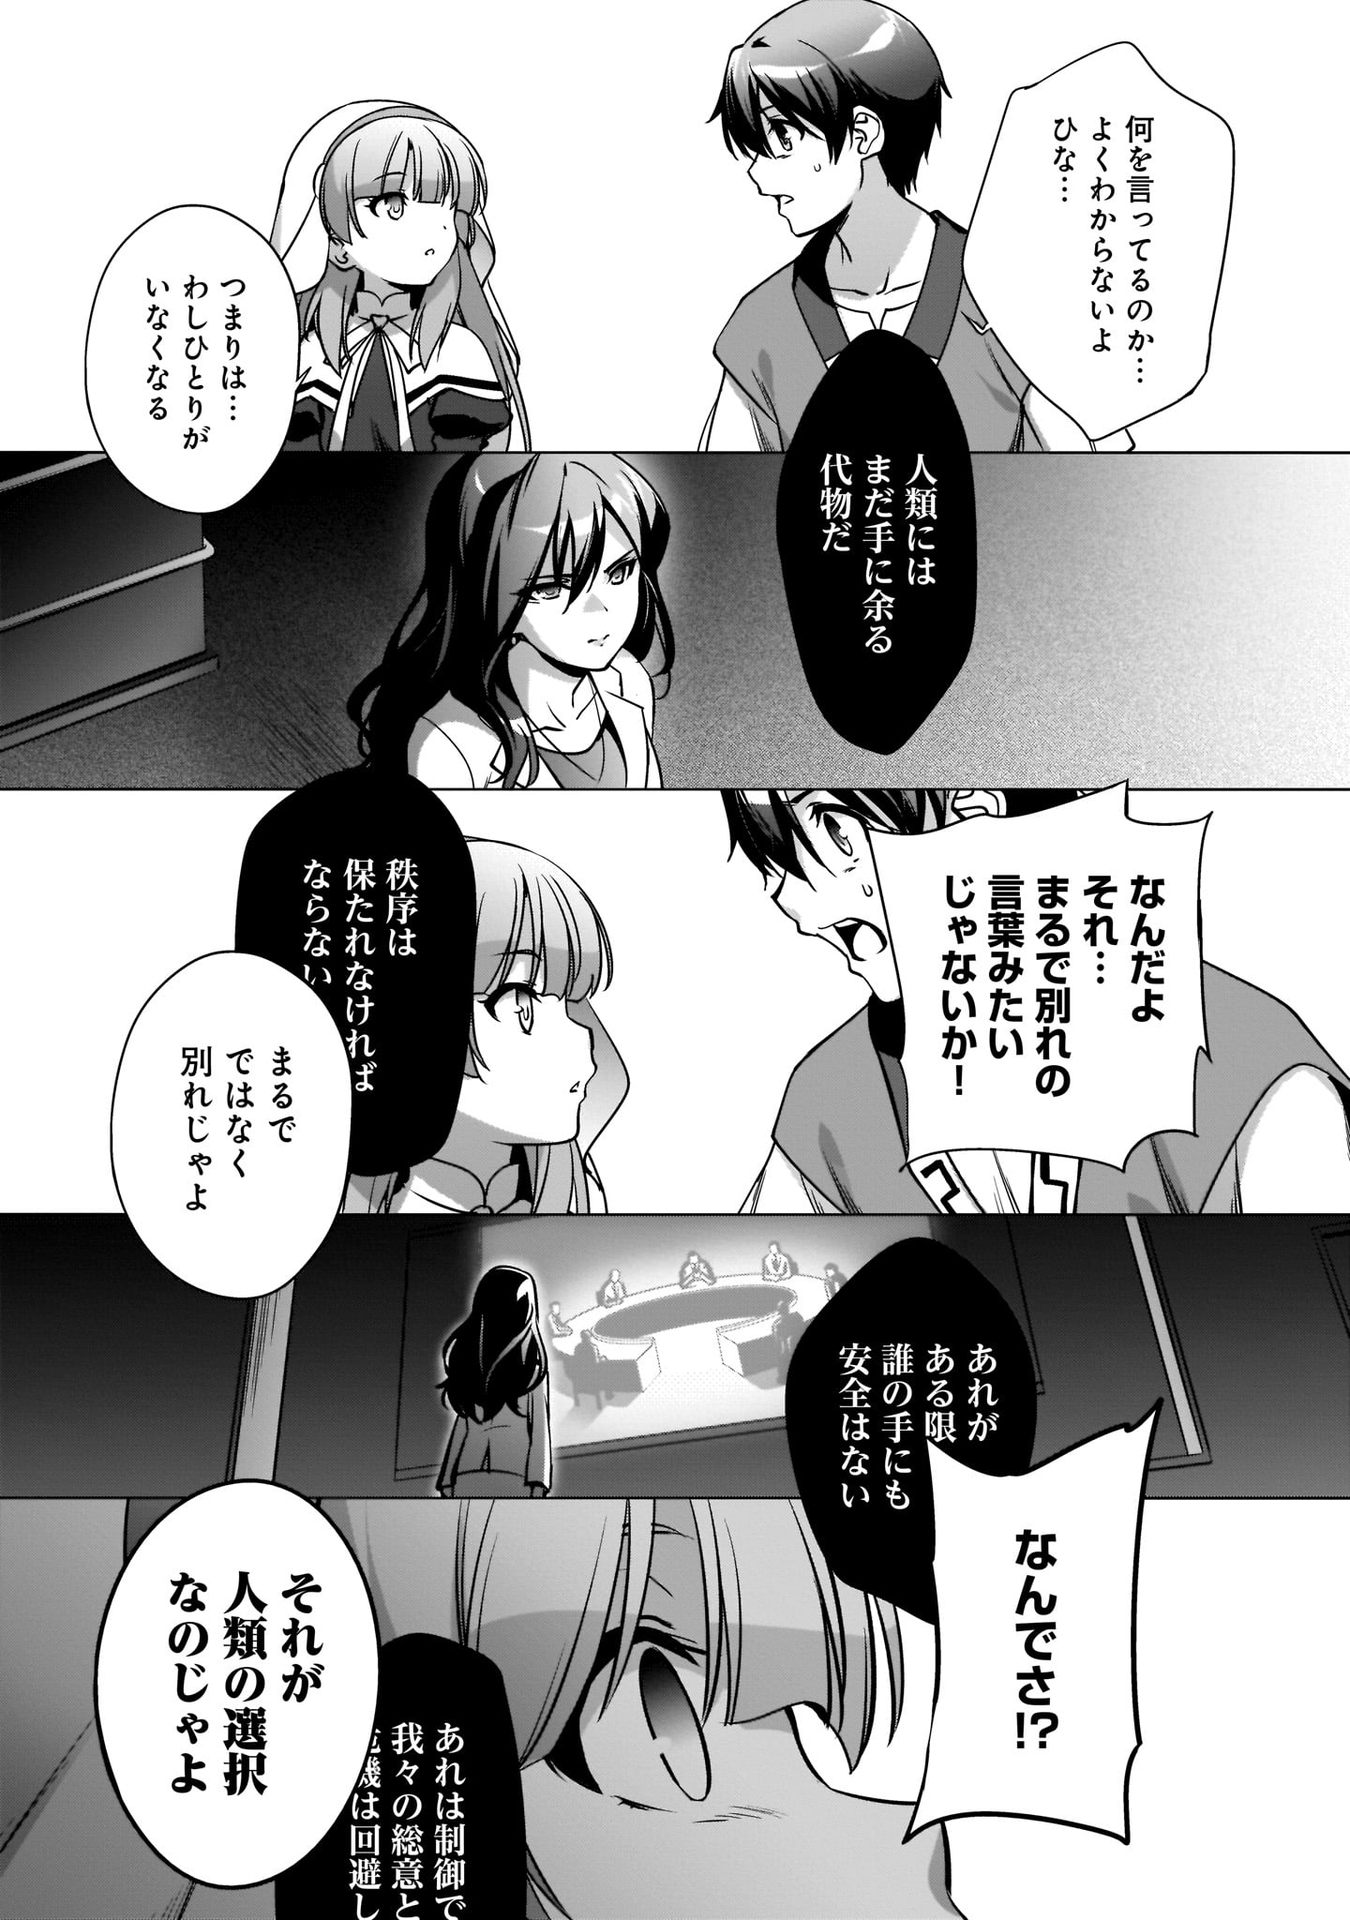 何を言ってるのか…
よくわからないよ
ひな…
つまりは…
わしひとりが
いなくなる
人類には
まだ手に余る
代物だ
なんだよ
それ…
まるで別れの
言葉みたい
じゃないか!
秩序は
保たれなければ
ならない
まるで
ではなく
別れじゃよ
あれが
ある限
誰の手にも
安全はない
なんでさ!?
それが
人類の選択
なのじゃよ
あれは制御で
我々の総意と
危機は回避し